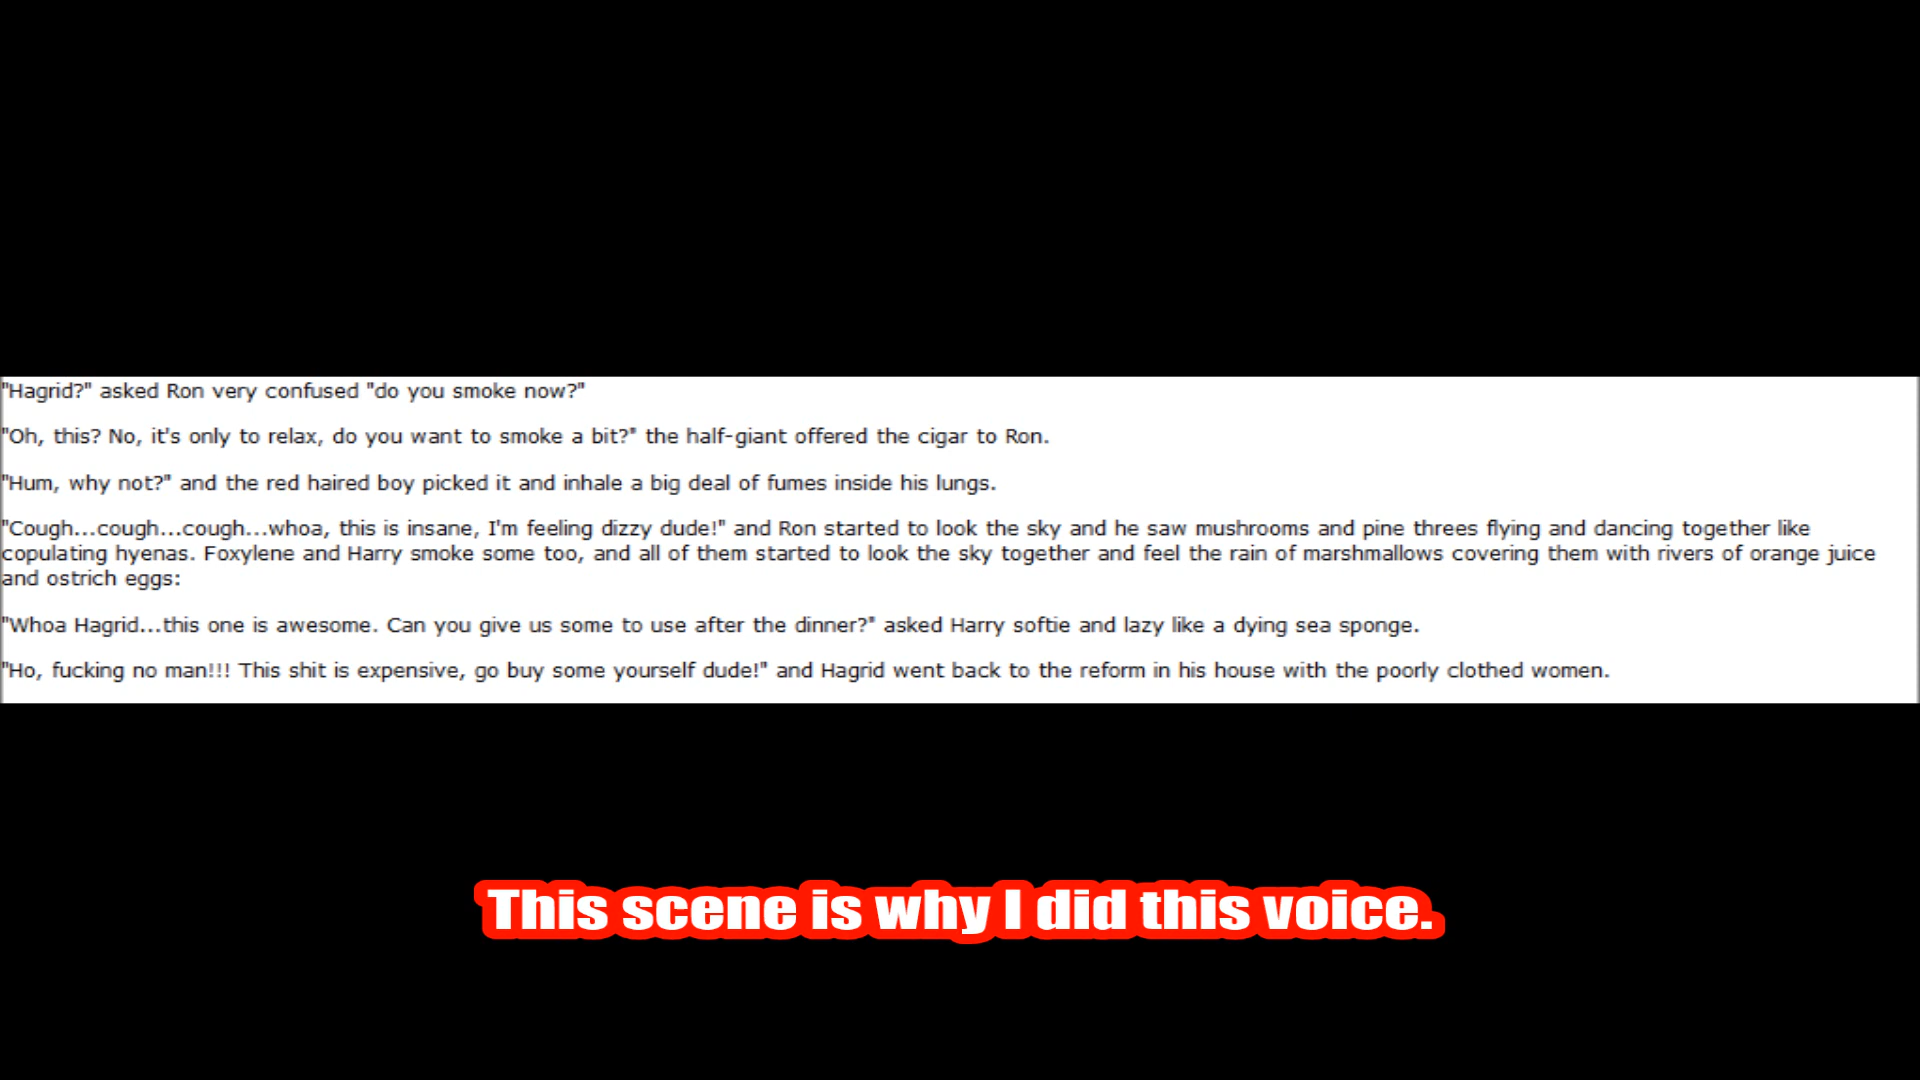 "Hagrid?" asked Ron very confused "do you smoke now?"
"Oh, this? No, it's only to relax, do you want to smoke a bit?" the half-giant offered the cigar to Ron.
"Hum, why not?" and the red haired boy picked it and inhale a big deal of fumes inside his lungs.
"Cough...cough...cough...whoa, this is insane, I'm feeling dizzy dude!" and Ron started to look the sky and he saw mushrooms and pine threes flying and dancing together like
copulating hyenas. Foxylene and Harry smoke some too, and all of them started to look the sky together and feel the rain of marshmallows covering them with rivers of orange juice
and ostrich eggs:
"Whoa Hagrid...this one is awesome. Can you give us some to use after the dinner?" asked Harry softie and lazy like a dying sea sponge.
"Ho, fucking no man!!! This shit is expensive, go buy some yourself dude!" and Hagrid went back to the reform in his house with the poorly clothed women.
This scene is why I did this voice.